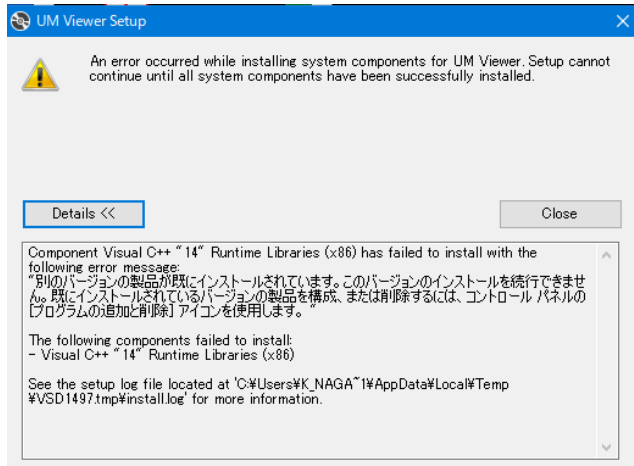 UM Viewer Setup
An error occurred while installing system components for UM Viewer. Setup cannot
continue until all system components have been successfully installed.
Details <<
Close
Component Visual C++ "14" Runtime Libraries (x86) has failed to install with the
following error message:
"別のバージョンの製品が既にインストールされています。このバージョンのインストールを続行できませ
ん。既にインストールされているバージョンの製品を構成、または削除するには、コントロール パネルの
[プログラムの追加と削除] アイコンを使用します。 "
The following components failed to install:
- Visual C++ "14" Runtime Libraries (x86)
See the setup log file located at 'C:¥Users¥K_NAGA~1¥AppData¥Local¥Temp
¥VSD1497.tmp¥install.log' for more information.